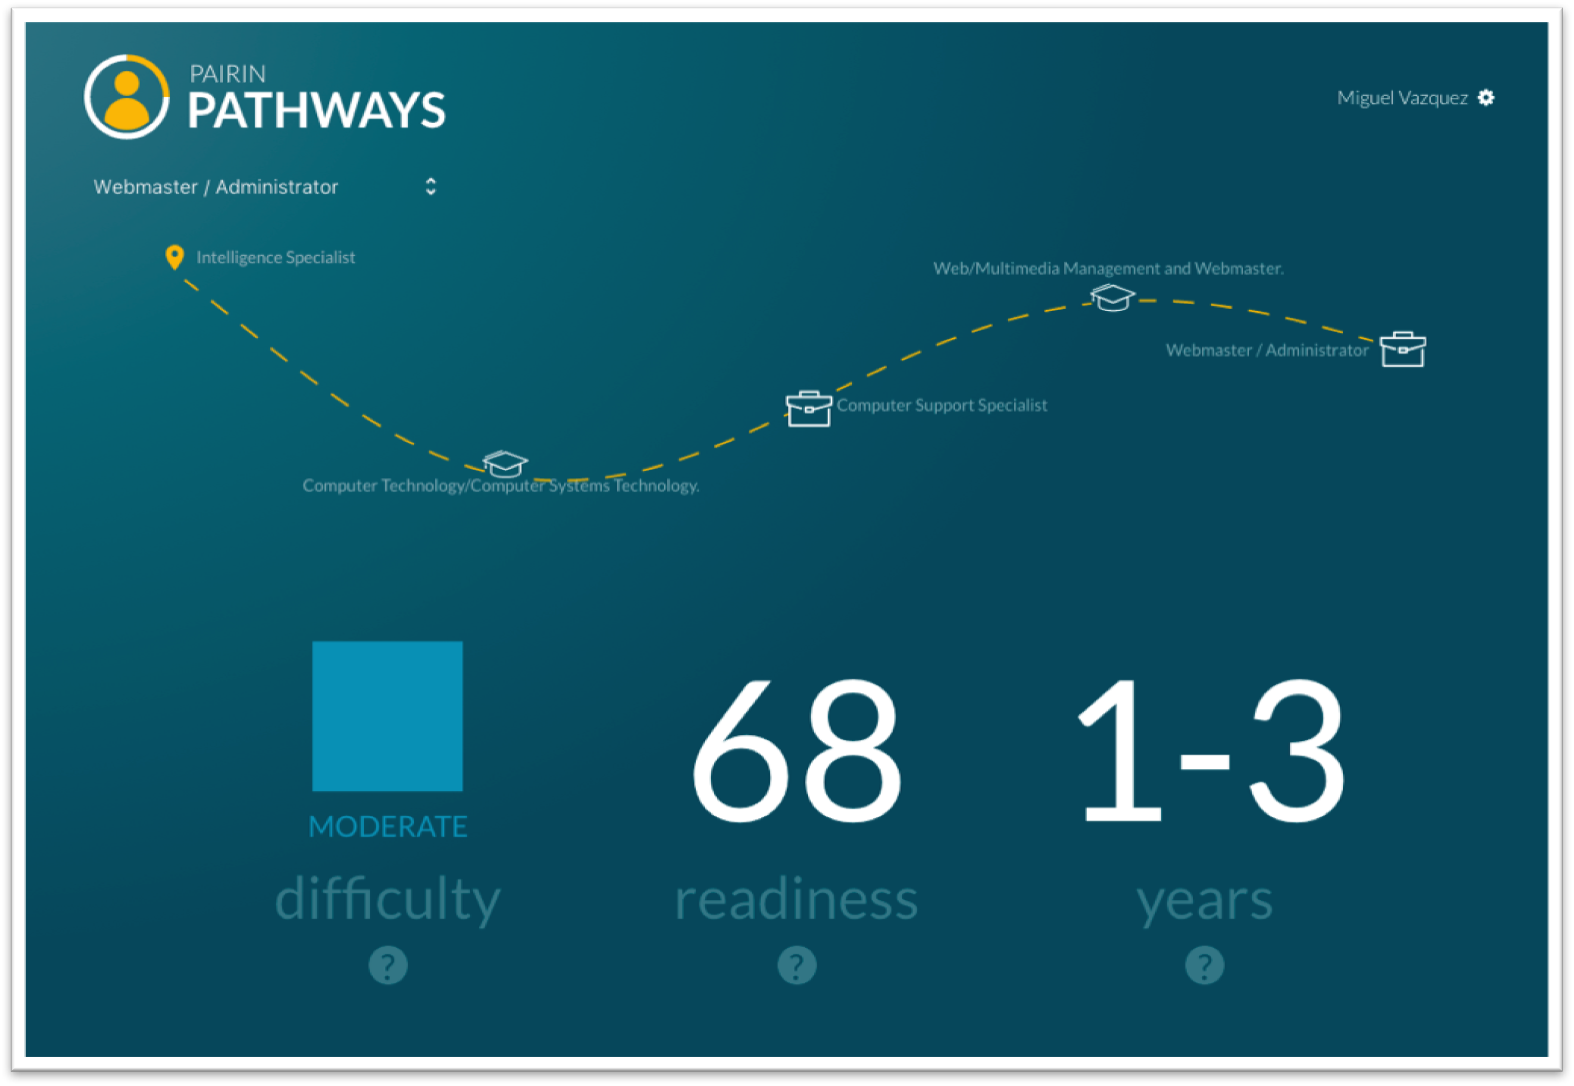 PAIRIN
PATHWAYS
Miguel Vazquez
Webmaster / Administrator
Intelligence Specialist
Web/Multimedia Management and Webmaster.
Webmaster / Administrator
Computer Support Specialist
Computer Technology/Computer Systems Technology.
68
1-3
MODERATE
difficulty
readiness
years
?
?
?